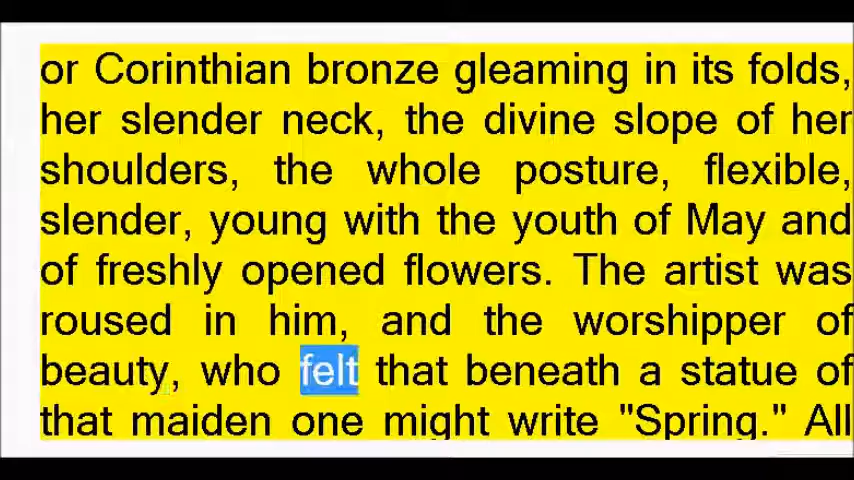 or Corinthian bronze gleaming in its folds,
her slender neck, the divine slope of her
shoulders, the whole posture, flexible,
slender, young with the youth of May and
of freshly opened flowers. The artist was
roused in him, and the worshipper of
beauty, who felt that beneath a statue of
that maiden one might write "Spring." All